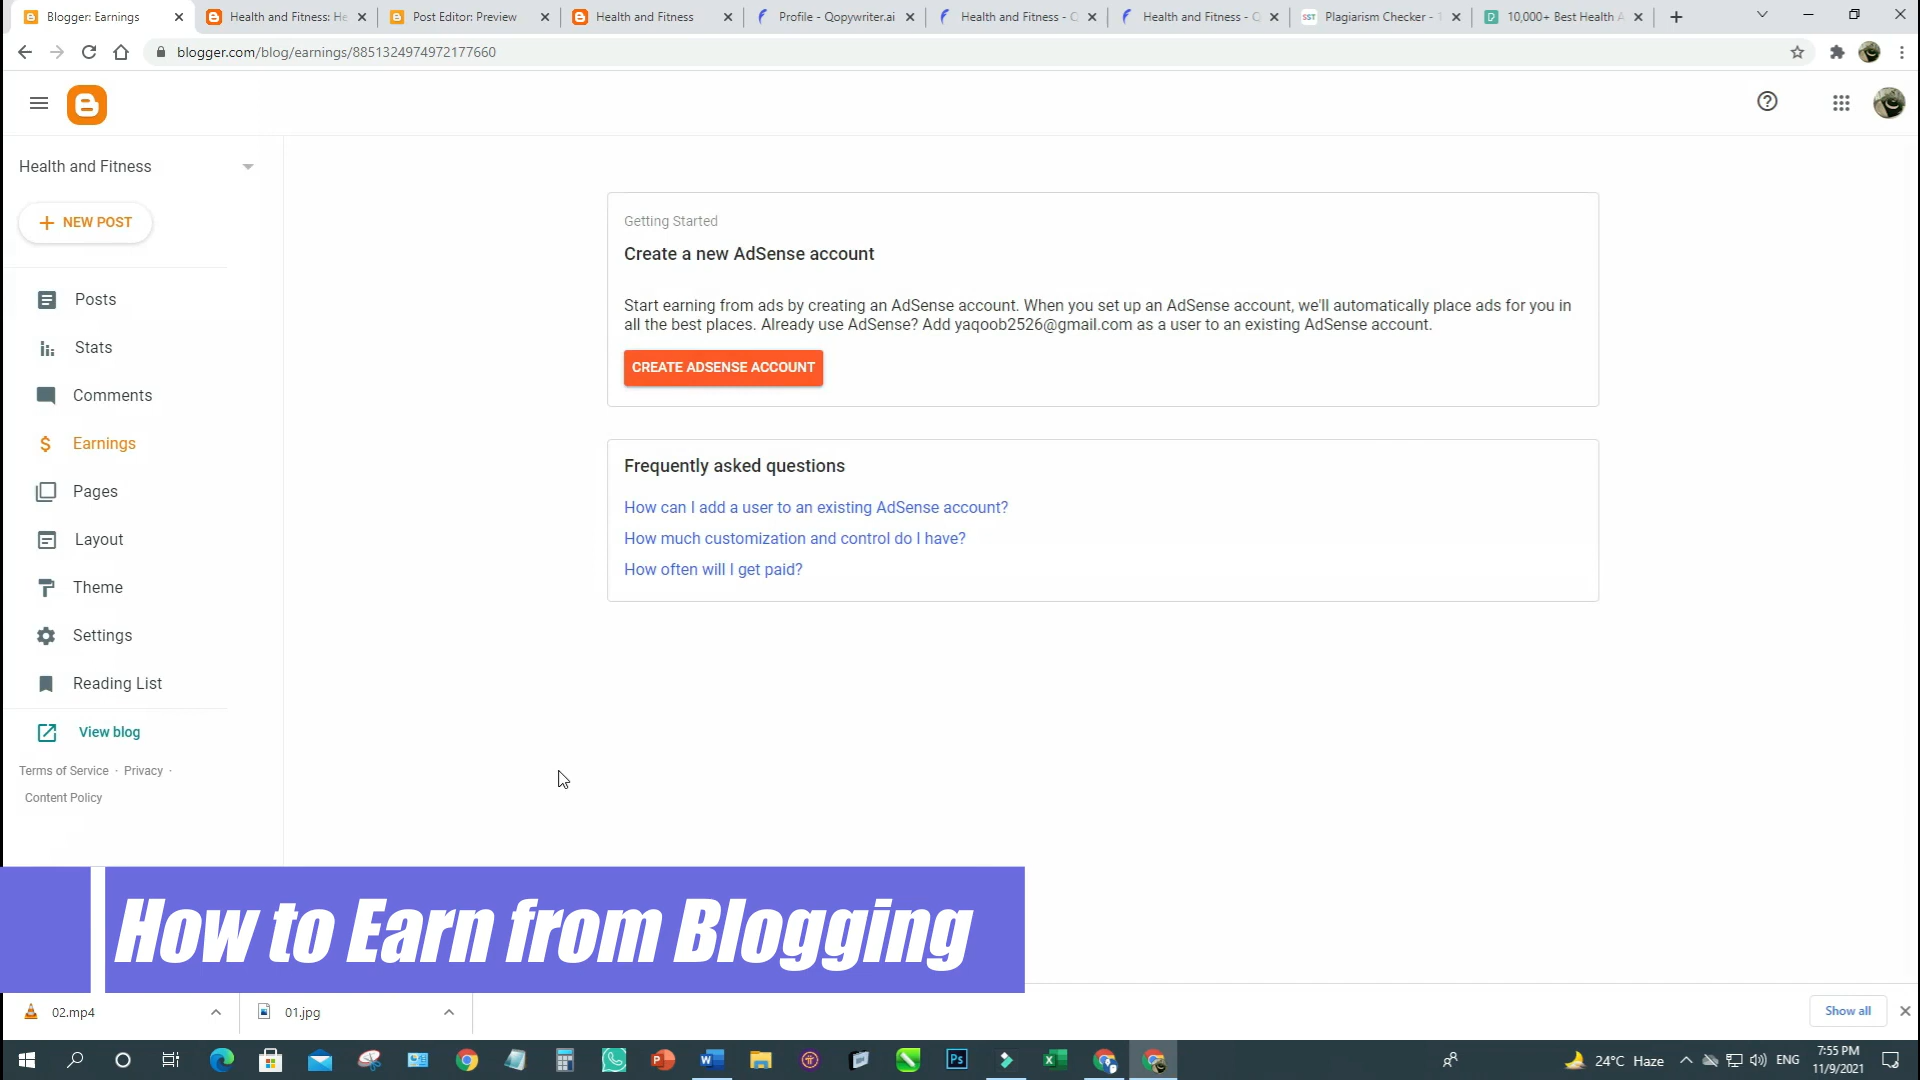 Blogger: Earnings
Health and Fitness: He
Post Editor: Preview
Health and Fitness
Profile - Qopywriter.ai
Health and Fitness -
Health and Fitness -
SST
Plagiarism Checker -
10,000+ Best Health
blogger.com/blog/earnings/8851324974972177660
Health and Fitness
NEW POST
Posts
Stats
Comments
Earnings
Pages
Layout
Theme
Settings
Reading List
View blog
Terms of Service · Privacy ·
Content Policy
Getting Started
Create a new AdSense account
Start earning from ads by creating an AdSense account. When you set up an AdSense account, we'll automatically place ads for you in
all the best places. Already use AdSense? Add yaqoob2526@gmail.com as a user to an existing AdSense account.
CREATE ADSENSE ACCOUNT
Frequently asked questions
How can I add a user to an existing AdSense account?
How much customization and control do I have?
How often will I get paid?
How to Earn from Blogging
02.mp4
01.jpg
Show all
24°C Haze
ENG
7:55 PM
11/9/2021